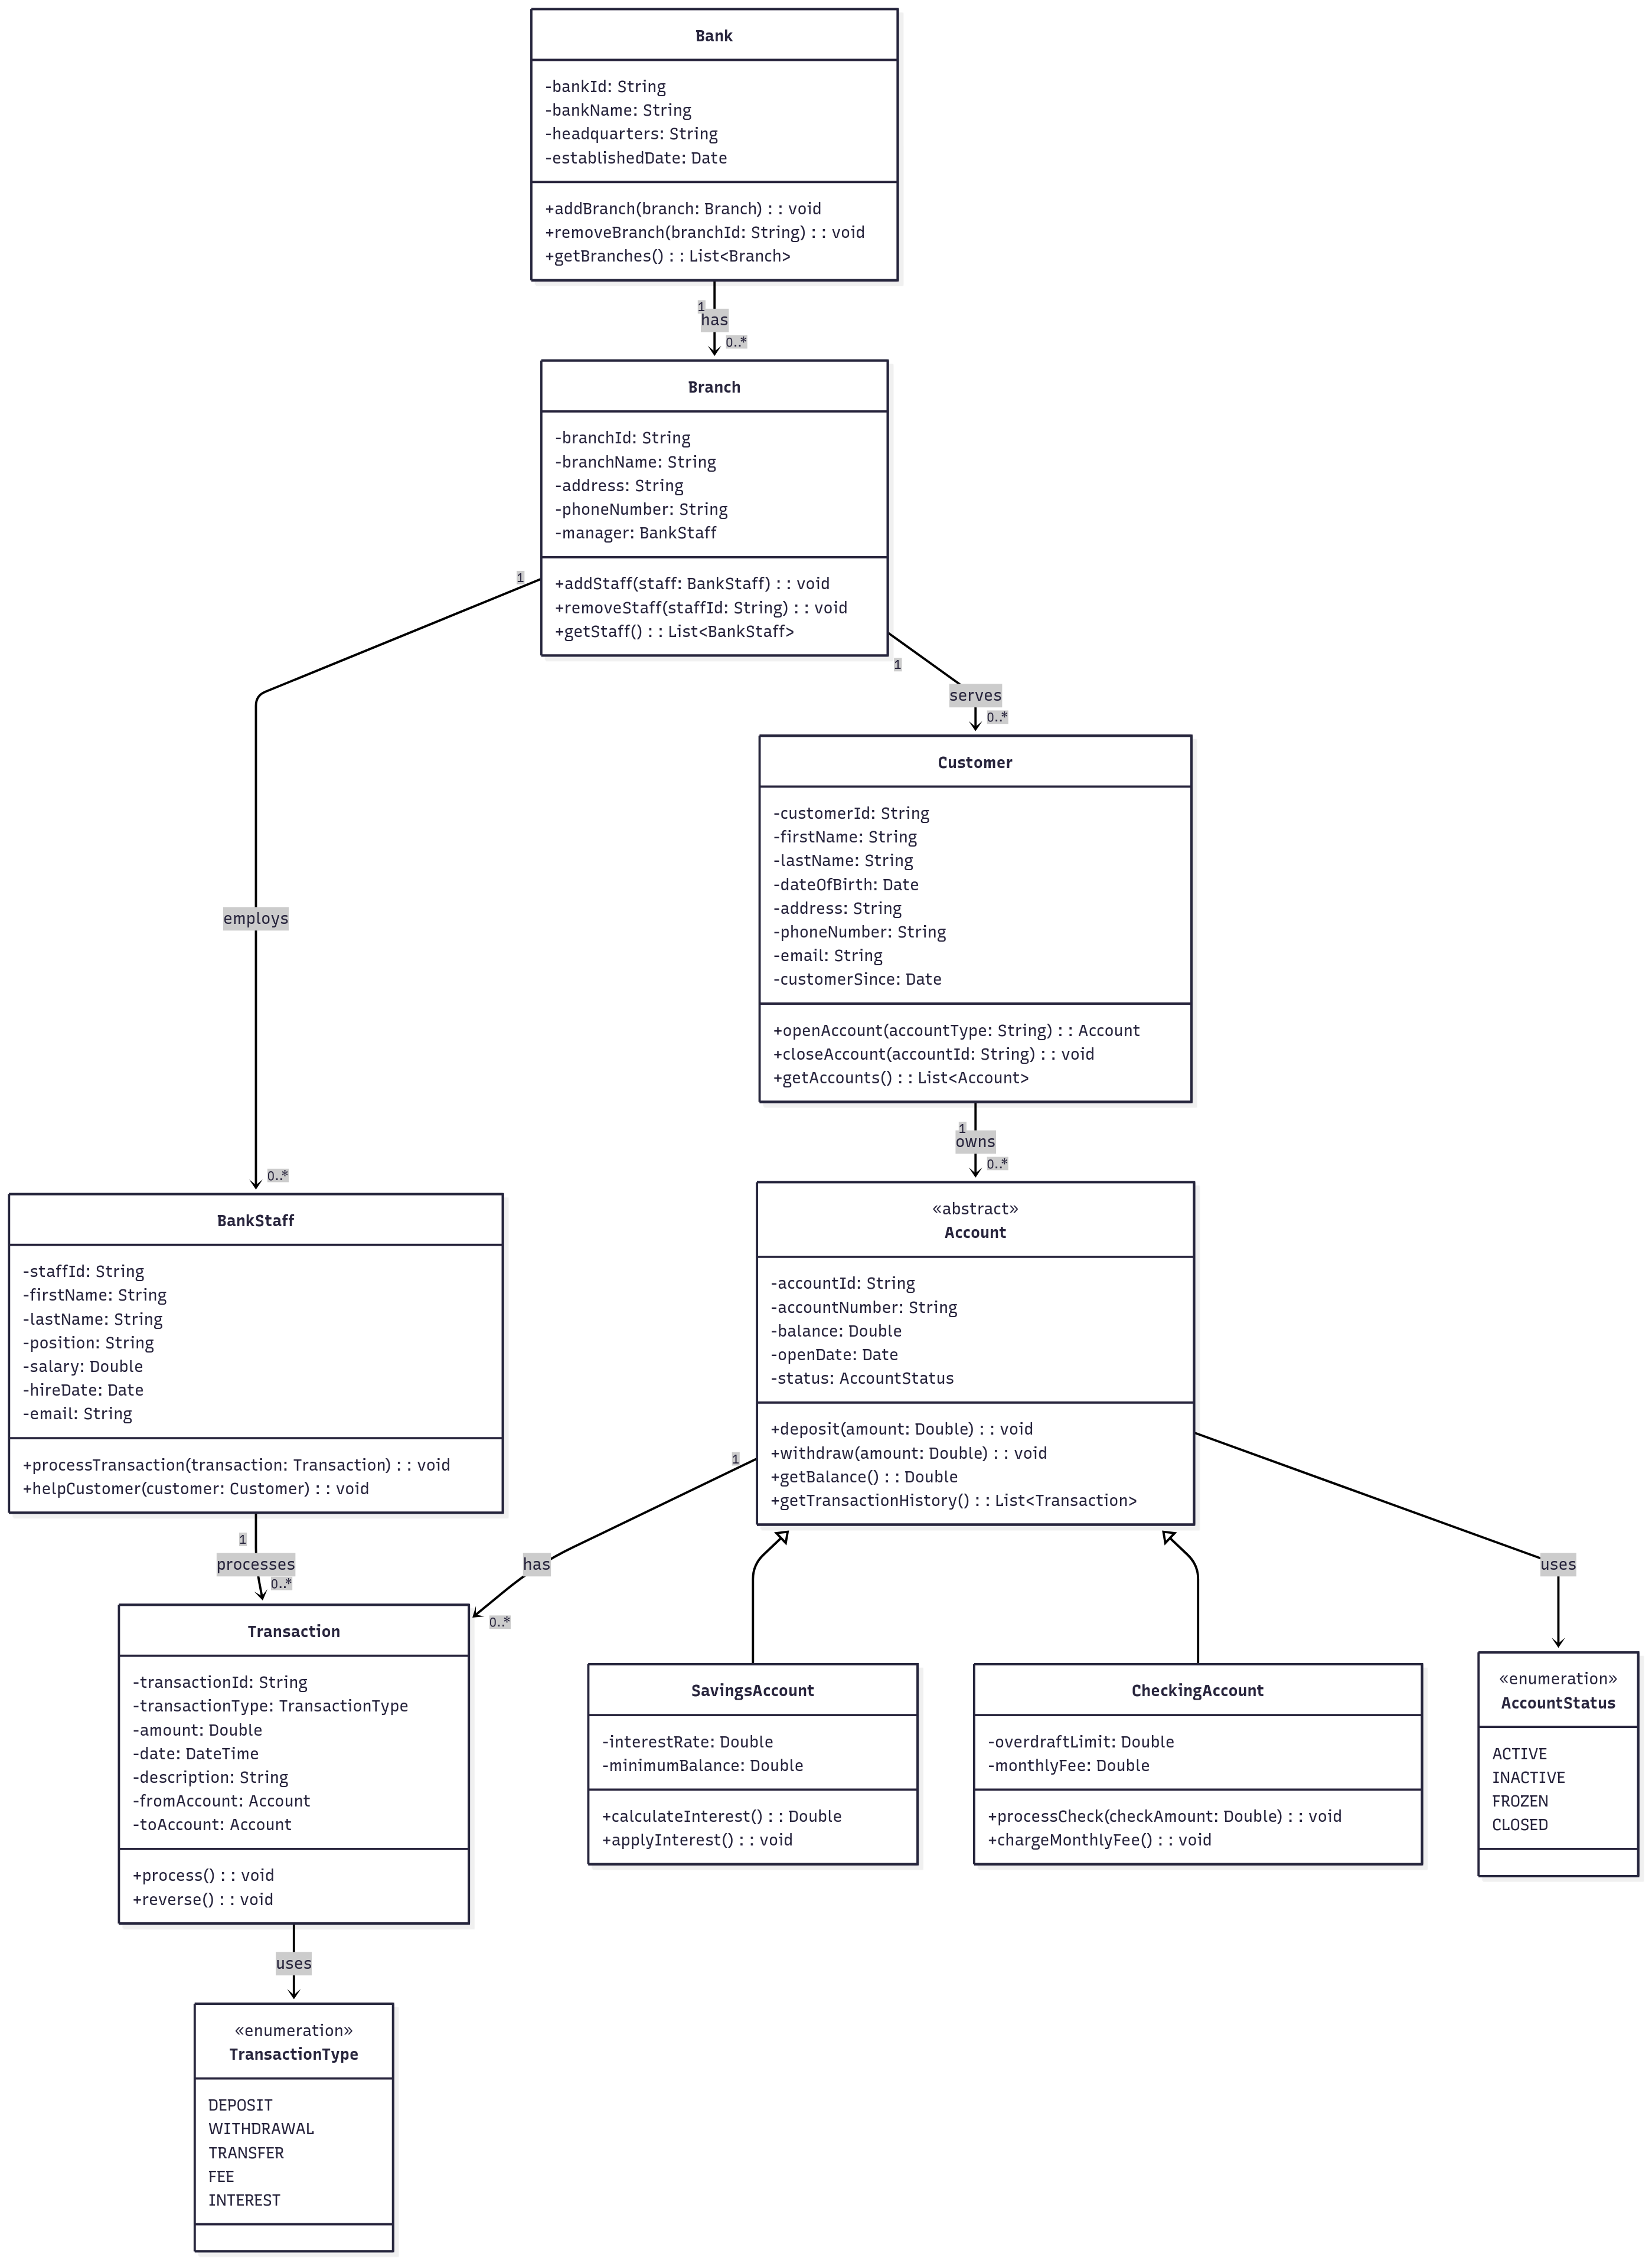 Bank
-bankId: String
-bankName: String
-headquarters: String
-establishedDate: Date
+addBranch(branch: Branch) : : void
+removeBranch(branchId: String) : : void
+getBranches() : : List<Branch>
1
has
0..*
Branch
-branchId: String
-branchName: String
-address: String
-phoneNumber: String
-manager: BankStaff
+addStaff(staff: BankStaff) : : void
+removeStaff(staffId: String) : : void
+getStaff() : : List<BankStaff>
1
employs
0..*
1
serves
0..*
Customer
-customerId: String
-firstName: String
-lastName: String
-dateOfBirth: Date
-address: String
-phoneNumber: String
-email: String
-customerSince: Date
+openAccount(accountType: String) : : Account
+closeAccount(accountId: String) : : void
+getAccounts() : : List<Account>
1
owns
0..*
BankStaff
-staffId: String
-firstName: String
-lastName: String
-position: String
-salary: Double
-hireDate: Date
-email: String
+processTransaction(transaction: Transaction) : : void
+helpCustomer(customer: Customer) : : void
1
processes
0..*
«abstract»
Account
-accountId: String
-accountNumber: String
-balance: Double
-openDate: Date
-status: AccountStatus
+deposit(amount: Double) : : void
+withdraw(amount: Double) : : void
+getBalance() : : Double
+getTransactionHistory() : : List<Transaction>
1
has
0..*
uses
Transaction
-transactionId: String
-transactionType: TransactionType
-amount: Double
-date: DateTime
-description: String
-fromAccount: Account
-toAccount: Account
+process() : : void
+reverse() : : void
SavingsAccount
-interestRate: Double
-minimumBalance: Double
+calculateInterest() : : Double
+applyInterest() : : void
CheckingAccount
-overdraftLimit: Double
-monthlyFee: Double
+processCheck(checkAmount: Double) : : void
+chargeMonthlyFee() : : void
«enumeration»
AccountStatus
ACTIVE
INACTIVE
FROZEN
CLOSED
uses
«enumeration»
TransactionType
DEPOSIT
WITHDRAWAL
TRANSFER
FEE
INTEREST